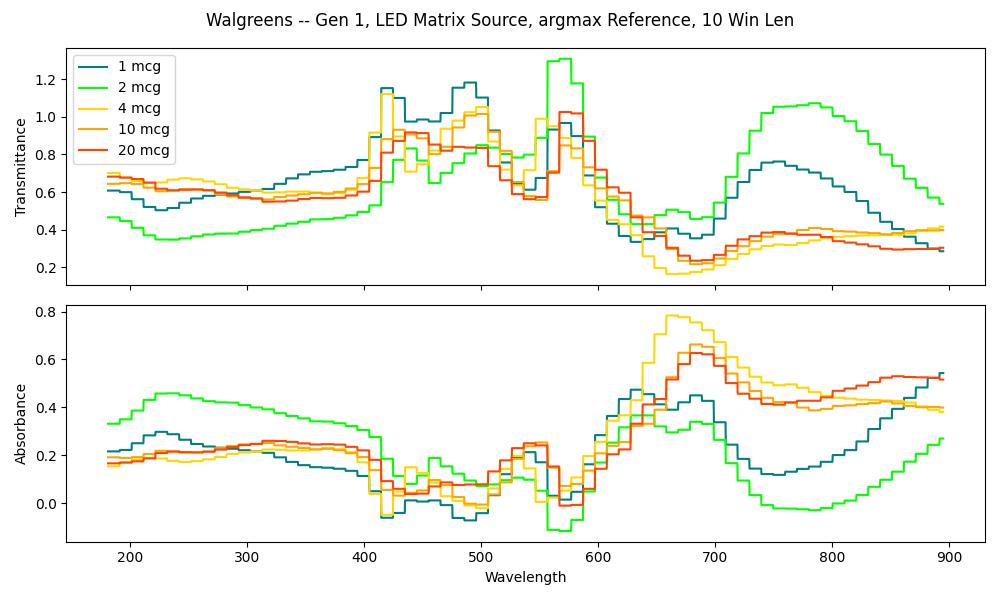 Walgreens -- Gen 1, LED Matrix Source, argmax Reference, 10 Win Len
Transmittance
1.2
1.0
0.8
0.6
0.4
0.2
1 mcg
2 mcg
4 mcg
10 mcg
20 mcg
Absorbance
0.8
0.6
0.4
0.2
0.0
200 300 400 500 600 700 800 900
Wavelength